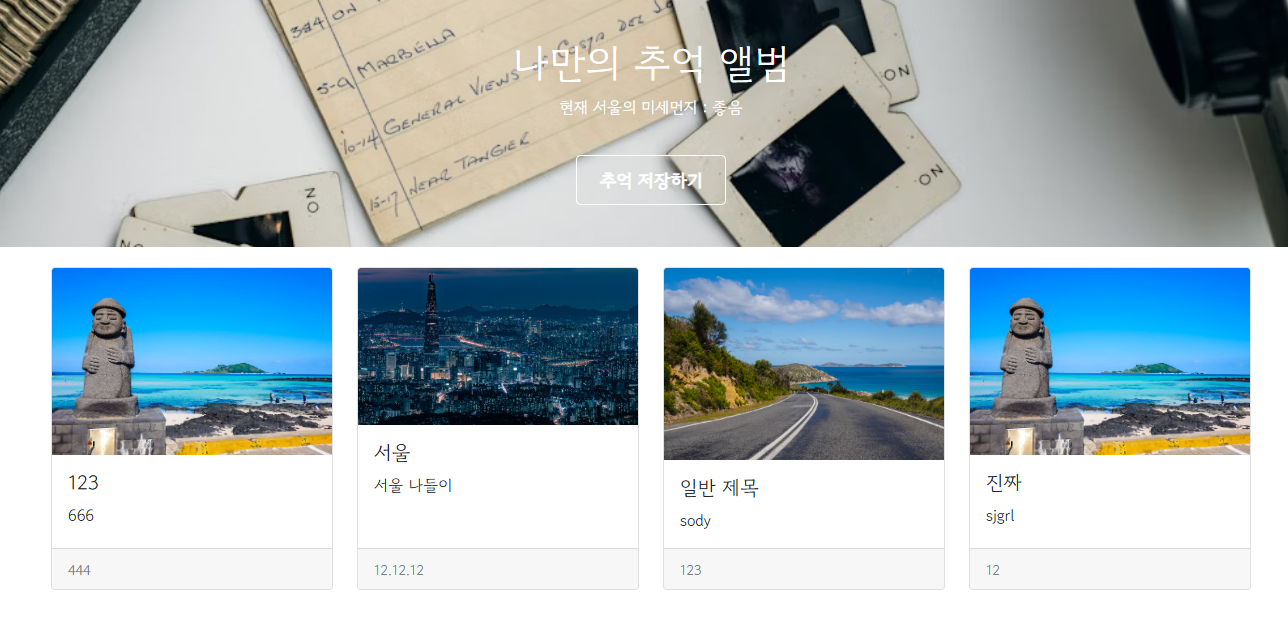 384 ON
5-9 MARBELLA
10-14 GENERAL VIEWS - COSTA DEL
15-17 NEAR TANGIER
ON
ON
ON
NO
나만의 추억 앨범
현재 서울의 미세먼지 : 좋음
추억 저장하기
123
666
444
서울
서울 나들이
12.12.12
일반 제목
sody
123
진짜
sjgrl
12